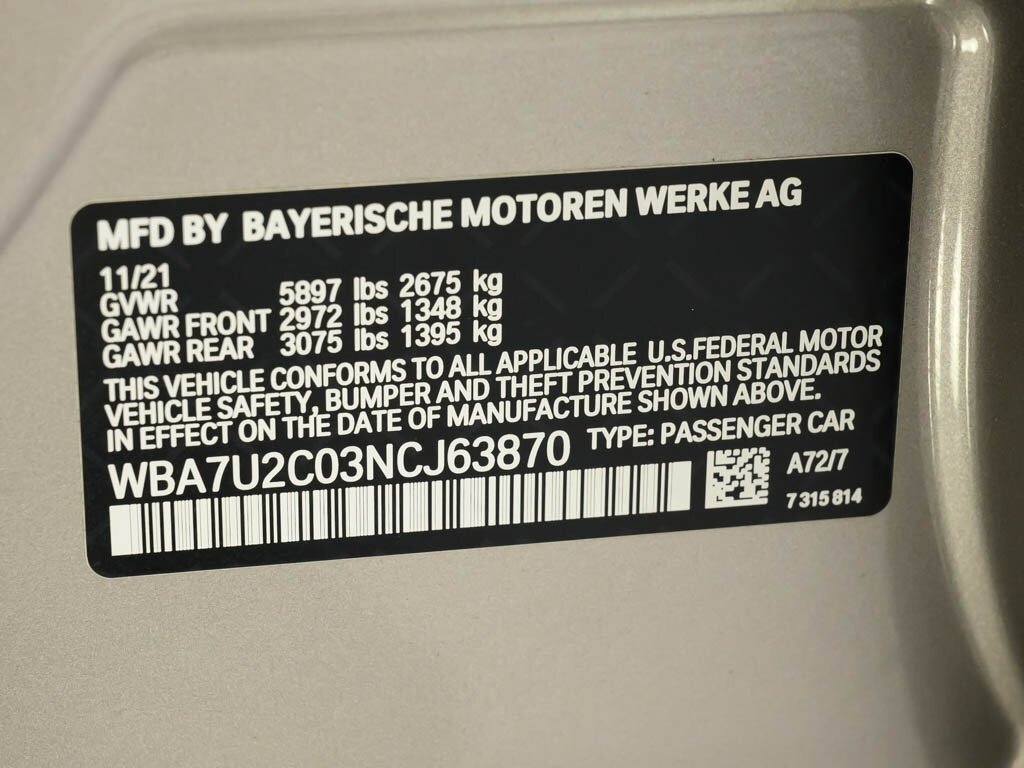 MFD BY BAYERISCHE MOTOREN WERKE AG
11/21
GVWR 5897 lbs 2675 kg
GAWR FRONT 2972 lbs 1348 kg
GAWR REAR 3075 lbs 1395 kg
THIS VEHICLE CONFORMS TO ALL APPLICABLE U.S.FEDERAL MOTOR
VEHICLE SAFETY, BUMPER AND THEFT PREVENTION STANDARDS
IN EFFECT ON THE DATE OF MANUFACTURE SHOWN ABOVE.
WBA7U2C03NCJ63870 TYPE: PASSENGER CAR
A72/7
7 315 814